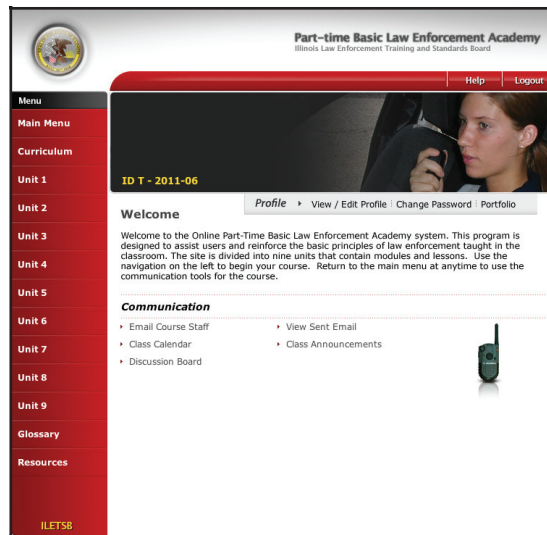 Part-time Basic Law Enforcement Academy
Illinois Law Enforcement Training and Standards Board
Help Logout
Menu
Main Menu
Curriculum
Unit 1
Unit 2
Unit 3
Unit 4
Unit 5
Unit 6
Unit 7
Unit 8
Unit 9
Glossary
Resources
ILETSB
ID T - 2011-06
Profile View / Edit Profile Change Password Portfolio
Welcome
Welcome to the Online Part-Time Basic Law Enforcement Academy system. This program is
designed to assist users and reinforce the basic principles of law enforcement taught in the
classroom. The site is divided into nine units that contain modules and lessons. Use the
navigation on the left to begin your course. Return to the main menu at anytime to use the
communication tools for the course.
Communication
Email Course Staff
View Sent Email
Class Calendar
Class Announcements
Discussion Board